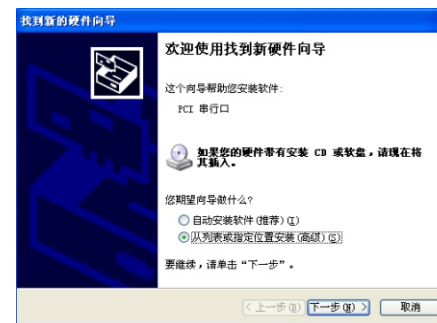 找到新的硬件向导
欢迎使用找到新硬件向导
这个向导帮助您安装软件:
PCI 串行口
如果您的硬件带有安装 CD 或软盘，请现在将
其插入。
您期望向导做什么?
自动安装软件(推荐)(I)
从列表或指定位置安装(高级)(S)
要继续，请单击“下一步”。
< 上一步(B) 下一步(N) > 取消